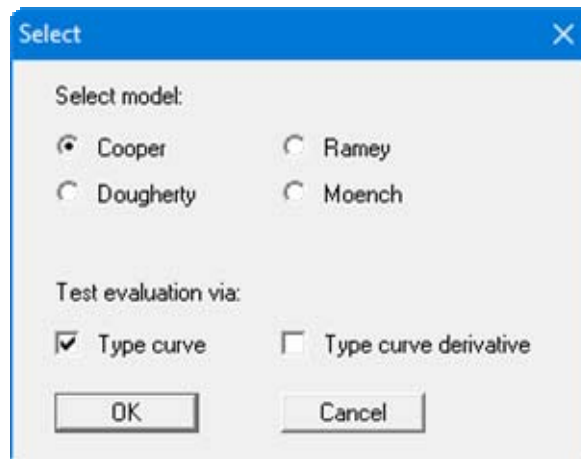 Select
Select model:
Cooper Ramey
Dougherty Moench
Test evaluation via:
Type curve Type curve derivative
OK Cancel